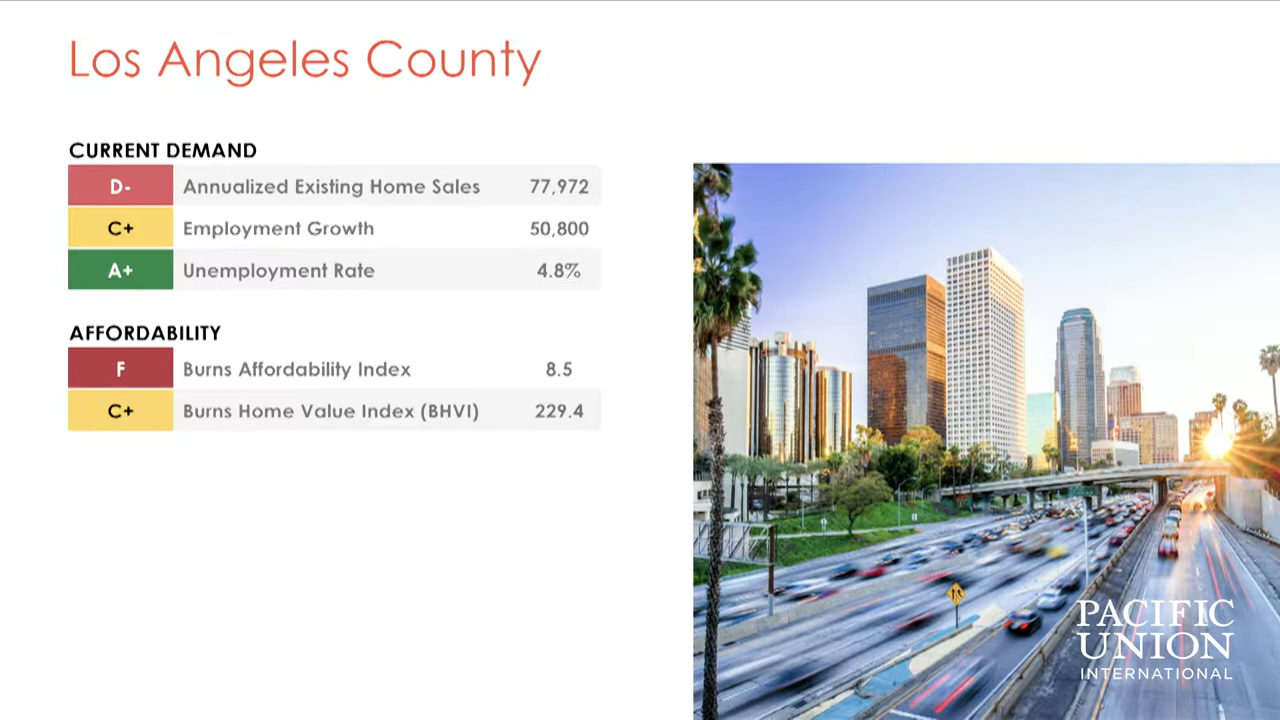 Los Angeles County
CURRENT DEMAND
D- Annualized Existing Home Sales 77,972
C+ Employment Growth 50,800
A+ Unemployment Rate 4.8%
AFFORDABILITY
F Burns Affordability Index 8.5
C+ Burns Home Value Index (BHVI) 229.4
PACIFIC
UNION
INTERNATIONAL